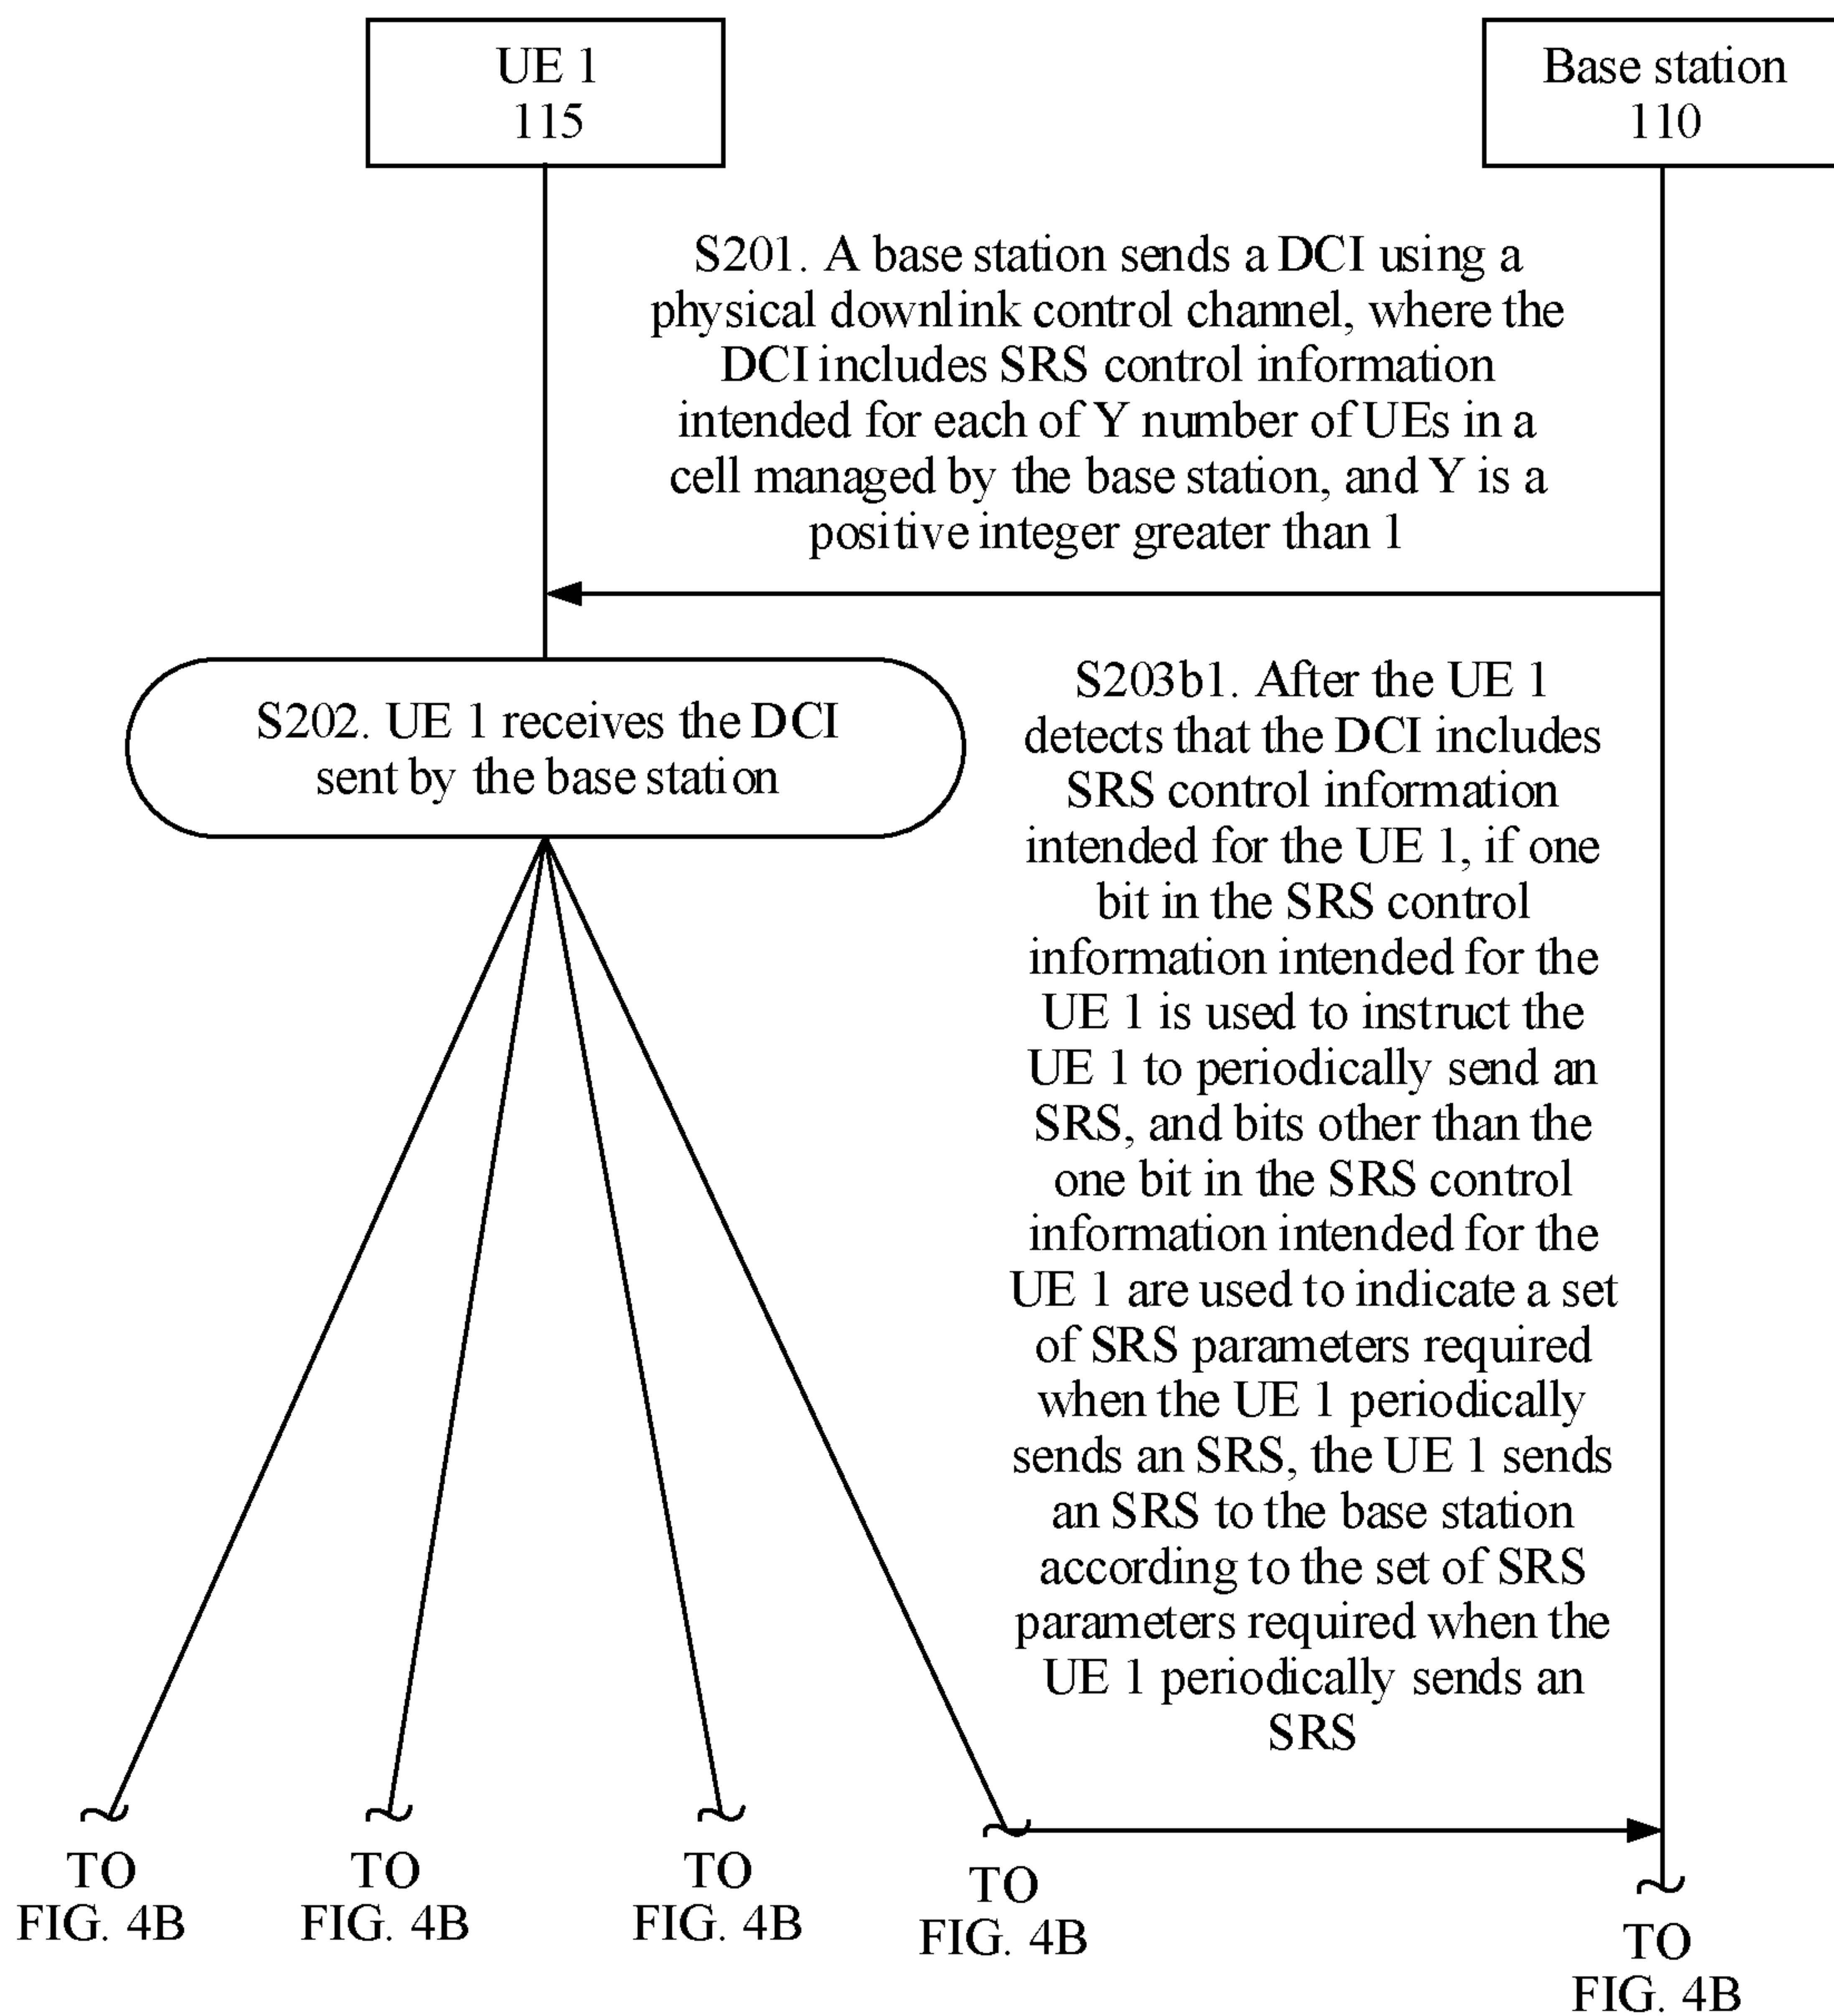 UE 1
115
Base station
110
S201. A base station sends a DCI using a
physical downlink control channel, where the
DCI includes SRS control information
intended for each of Y number of UEs in a
cell managed by the base station, and Y is a
positive integer greater than 1
S202. UE 1 receives the DCI
sent by the base station
S203b1. After the UE 1
detects that the DCI includes
SRS control information
intended for the UE 1, if one
bit in the SRS control
information intended for the
UE 1 is used to instruct the
UE 1 to periodically send an
SRS, and bits other than the
one bit in the SRS control
information intended for the
UE 1 are used to indicate a set
of SRS parameters required
when the UE 1 periodically
sends an SRS, the UE 1 sends
an SRS to the base station
according to the set of SRS
parameters required when the
UE 1 periodically sends an
SRS
TO
FIG. 4B
TO
FIG. 4B
TO
FIG. 4B
TO
FIG. 4B
TO
FIG. 4B